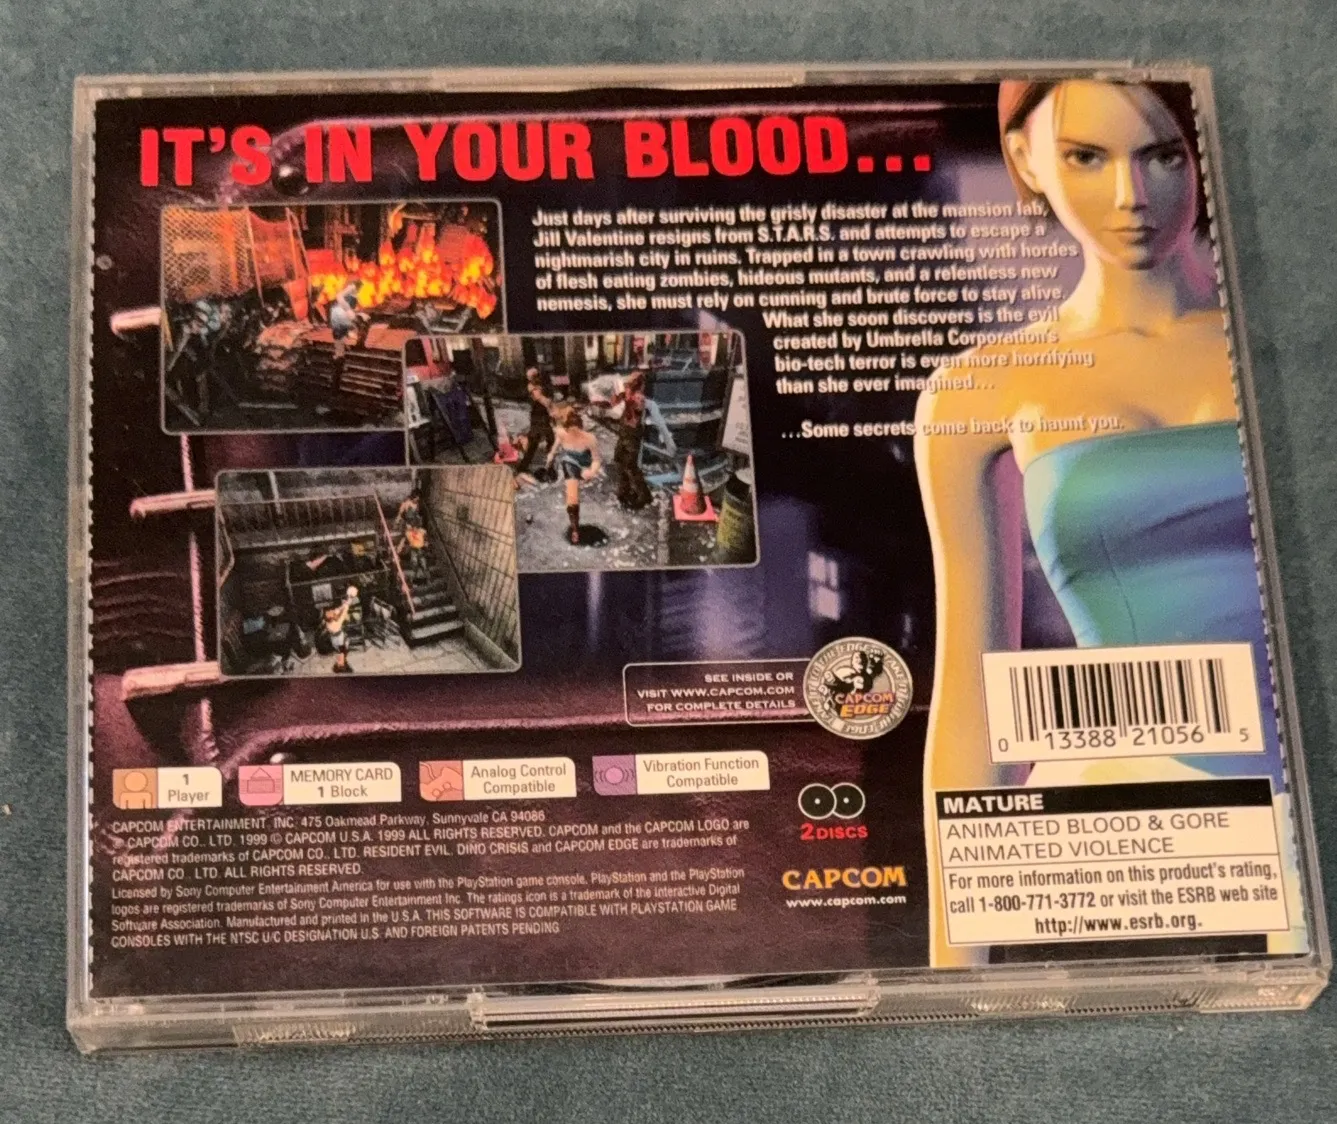 IT'S IN YOUR BLOOD...
Just days after surviving the grisly disaster at the mansion lab,
Jill Valentine resigns from S.T.A.R.S. and attempts to escape a
nightmarish city in ruins. Trapped in a town crawling with hordes
of flesh eating zombies, hideous mutants, and a relentless new
nemesis, she must rely on cunning and brute force to stay alive.
What she soon discovers is the evil
created by Umbrella Corporation's
bio-tech terror is even more horrifying
than she ever imagined...
...Some secrets come back to haunt you.
SEE INSIDE OR
VISIT WWW.CAPCOM.COM
FOR COMPLETE DETAILS
CAPCOM
EDGE
0 13388 21056 5
1
Player
MEMORY CARD
1 Block
Analog Control
Compatible
Vibration Function
Compatible
2 DISCS
CAPCOM
www.capcom.com
CAPCOM ENTERTAINMENT, INC. 475 Oakmead Parkway, Sunnyvale CA 94086
© CAPCOM CO., LTD. 1999 © CAPCOM U.S.A. 1999 ALL RIGHTS RESERVED. CAPCOM and the CAPCOM LOGO are
registered trademarks of CAPCOM CO., LTD. RESIDENT EVIL, DINO CRISIS and CAPCOM EDGE are trademarks of
CAPCOM CO., LTD. ALL RIGHTS RESERVED.
Licensed by Sony Computer Entertainment America for use with the PlayStation game console. PlayStation and the PlayStation
logos are registered trademarks of Sony Computer Entertainment Inc. The ratings icon is a trademark of the Interactive Digital
Software Association. Manufactured and printed in the U.S.A. THIS SOFTWARE IS COMPATIBLE WITH PLAYSTATION GAME
CONSOLES WITH THE NTSC U/C DESIGNATION U.S. AND FOREIGN PATENTS PENDING
MATURE
ANIMATED BLOOD & GORE
ANIMATED VIOLENCE
For more information on this product's rating,
call 1-800-771-3772 or visit the ESRB web site
http://www.esrb.org.